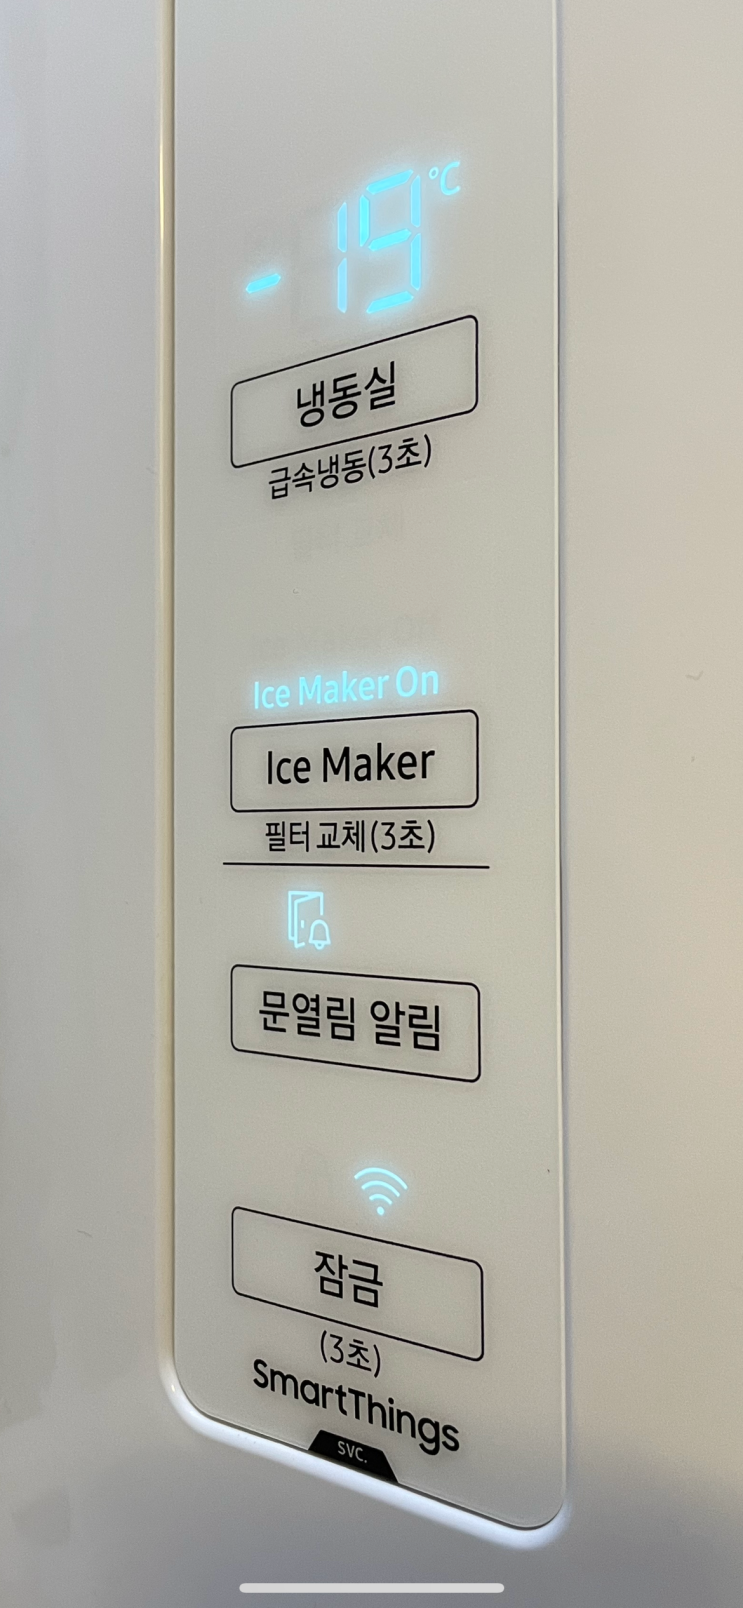 -19°C
냉동실
급속냉동(3초)
Ice Maker On
Ice Maker
필터 교체(3초)
문열림 알림
잠금
(3초)
SmartThings
SVC.